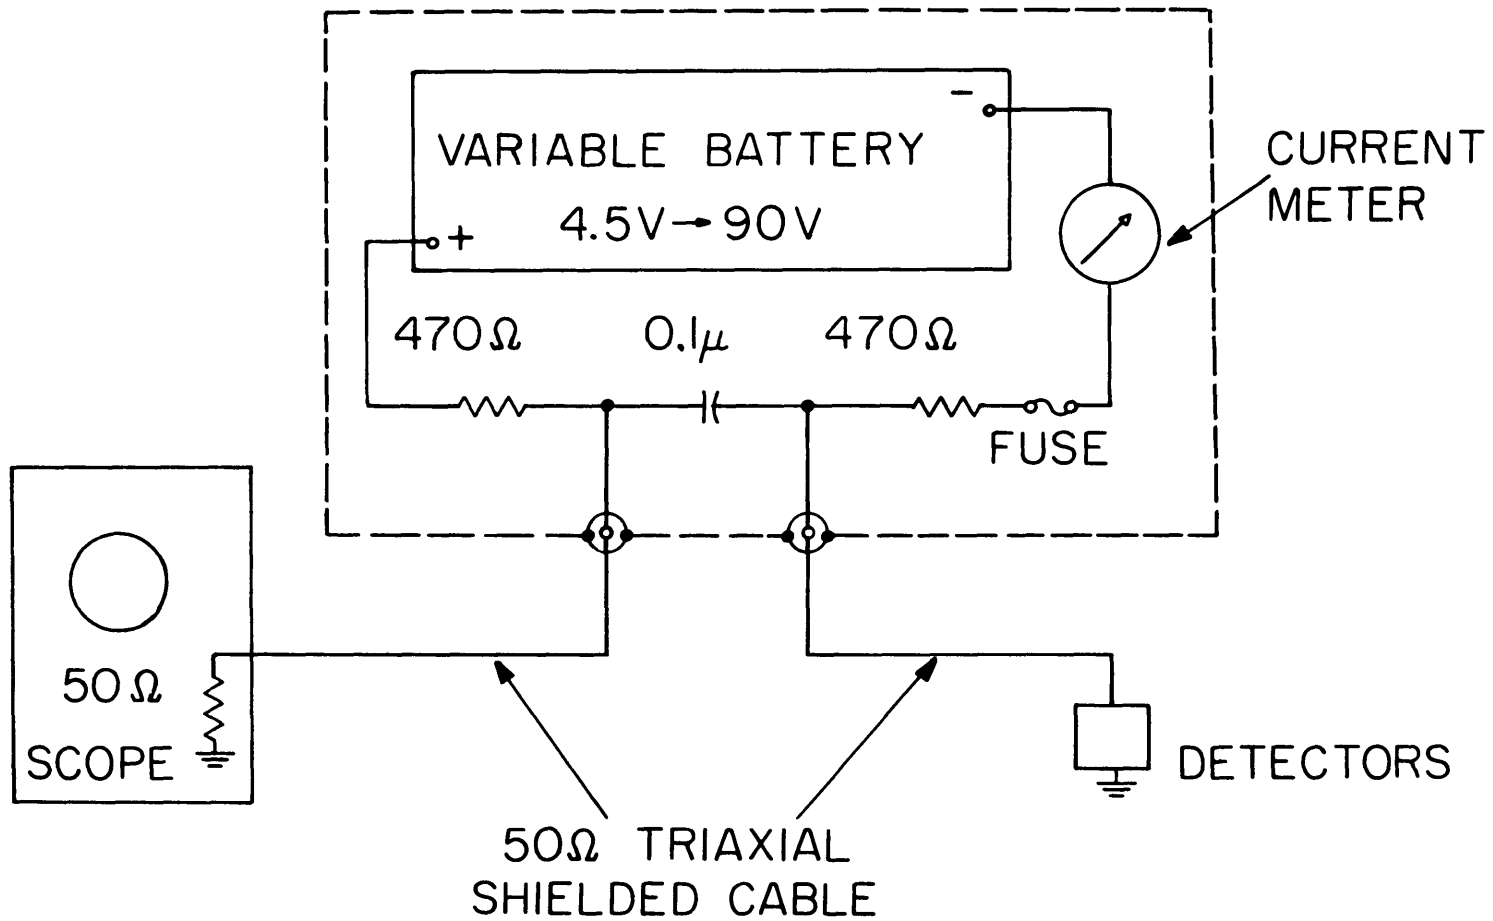 −
VARIABLE BATTERY
4.5V→90V
+
CURRENT
METER
470Ω
0.1μ
470Ω
FUSE
50Ω
SCOPE
DETECTORS
50Ω TRIAXIAL
SHIELDED CABLE